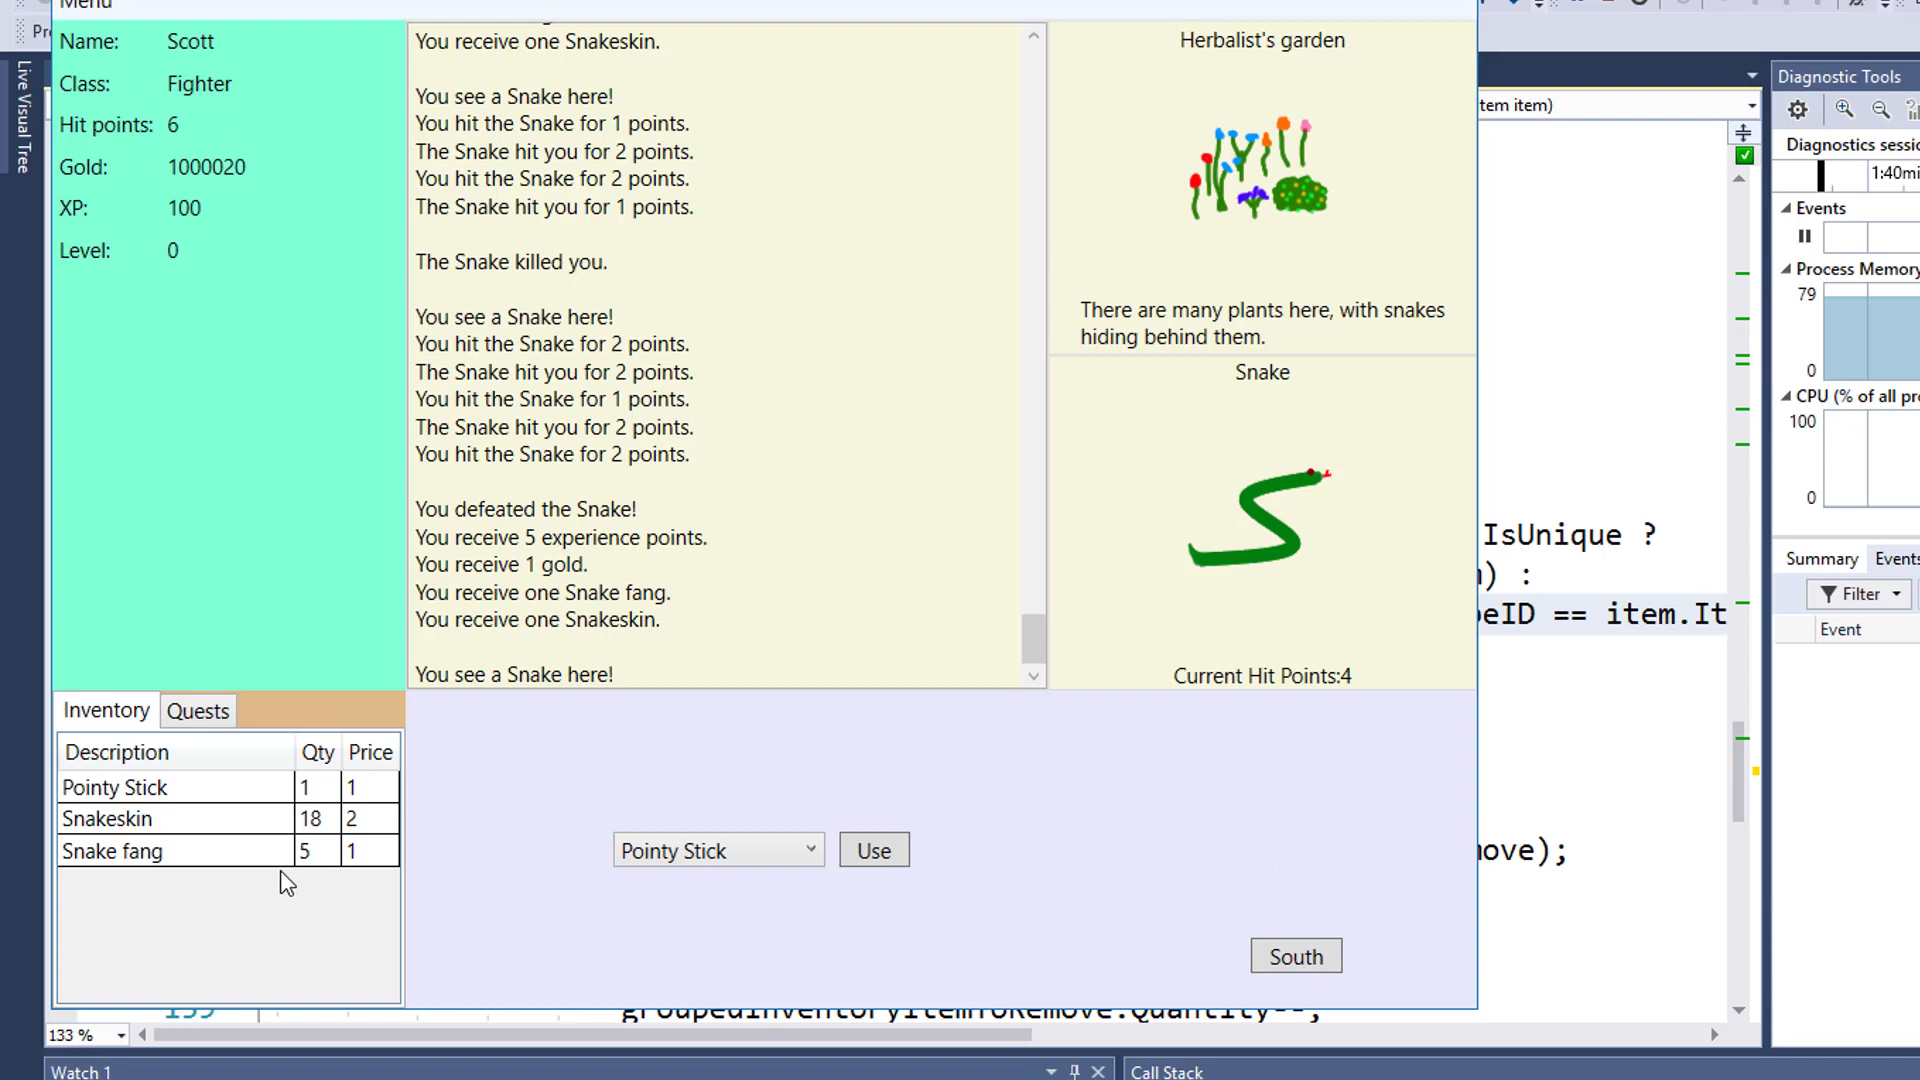 Menu
Live Visual Tree
Name: Scott
Class: Fighter
Hit points: 6
Gold: 1000020
XP: 100
Level: 0
You receive one Snakeskin.
You see a Snake here!
You hit the Snake for 1 points.
The Snake hit you for 2 points.
You hit the Snake for 2 points.
The Snake hit you for 1 points.
The Snake killed you.
You see a Snake here!
You hit the Snake for 2 points.
The Snake hit you for 2 points.
You hit the Snake for 1 points.
The Snake hit you for 2 points.
You hit the Snake for 2 points.
You defeated the Snake!
You receive 5 experience points.
You receive 1 gold.
You receive one Snake fang.
You receive one Snakeskin.
You see a Snake here!
Herbalist's garden
There are many plants here, with snakes
hiding behind them.
Snake
Current Hit Points:4
Inventory Quests
Description Qty Price
Pointy Stick 1 1
Snakeskin 18 2
Snake fang 5 1
Pointy Stick Use
South
tem item)
IsUnique ?
) :
eID == item.It
ove);
159 groupedInventoryItemToRemove.Quantity--;
133 %
Watch 1
Call Stack
Diagnostic Tools
Diagnostics sessio
1:40mi
Events
Process Memory
79
0
CPU (% of all pro
100
0
Summary Events
Filter
Event